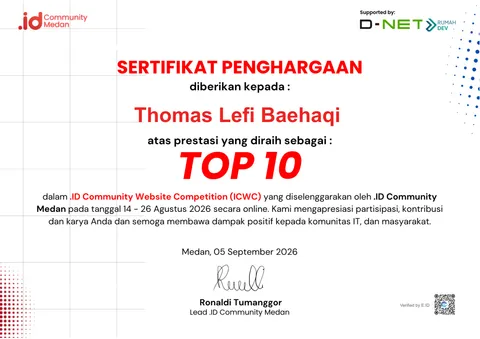 .id Community
Medan
Supported by:
D-NET RUMAH
DEV
SERTIFIKAT PENGHARGAAN
diberikan kepada :
Thomas Lefi Baehaqi
atas prestasi yang diraih sebagai :
TOP 10
dalam .ID Community Website Competition (ICWC) yang diselenggarakan oleh .ID Community
Medan pada tanggal 14 - 26 Agustus 2026 secara online. Kami mengapresiasi partisipasi, kontribusi
dan karya Anda dan semoga membawa dampak positif kepada komunitas IT, dan masyarakat.
Medan, 05 September 2026
Ronaldi Tumanggor
Lead .ID Community Medan
Verified by E.ID